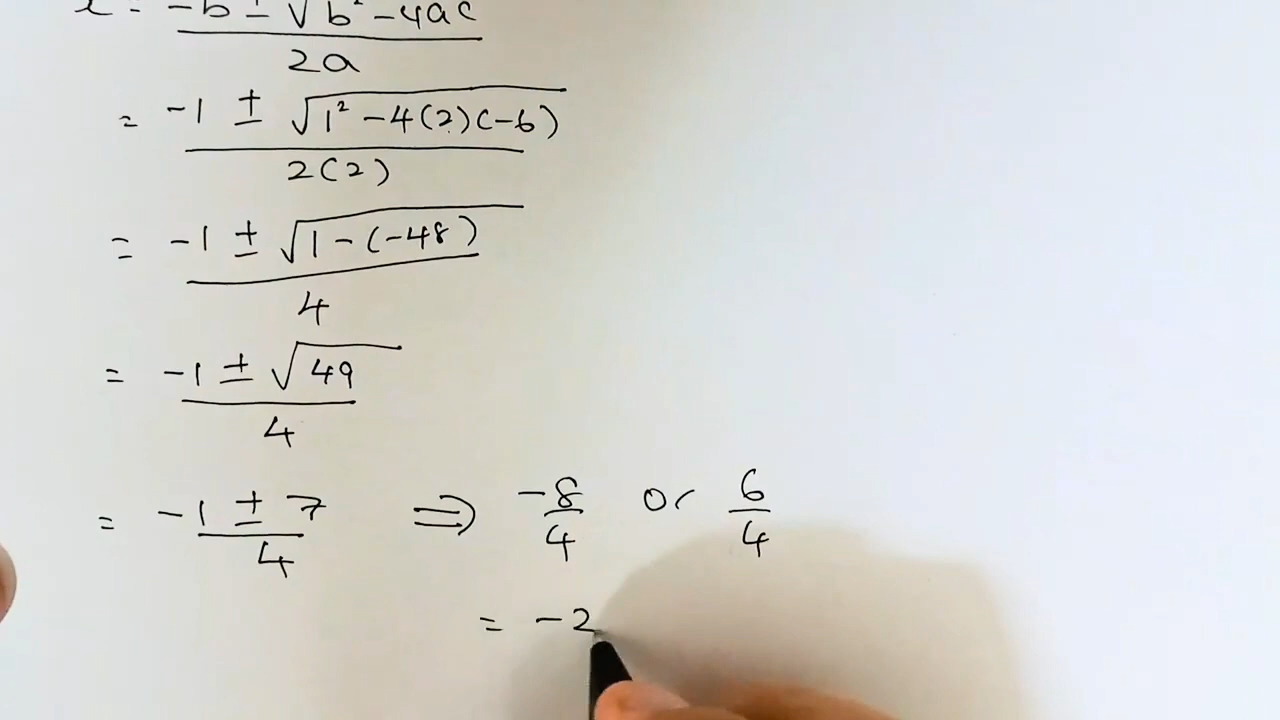 x = -b ± √b² - 4ac
2a
= -1 ± √1² - 4(2)(-6)
2(2)
= -1 ± √1 - (-48)
4
= -1 ± √49
4
= -1 ± 7 ⇒ -8 or 6
4 4 4
= -2